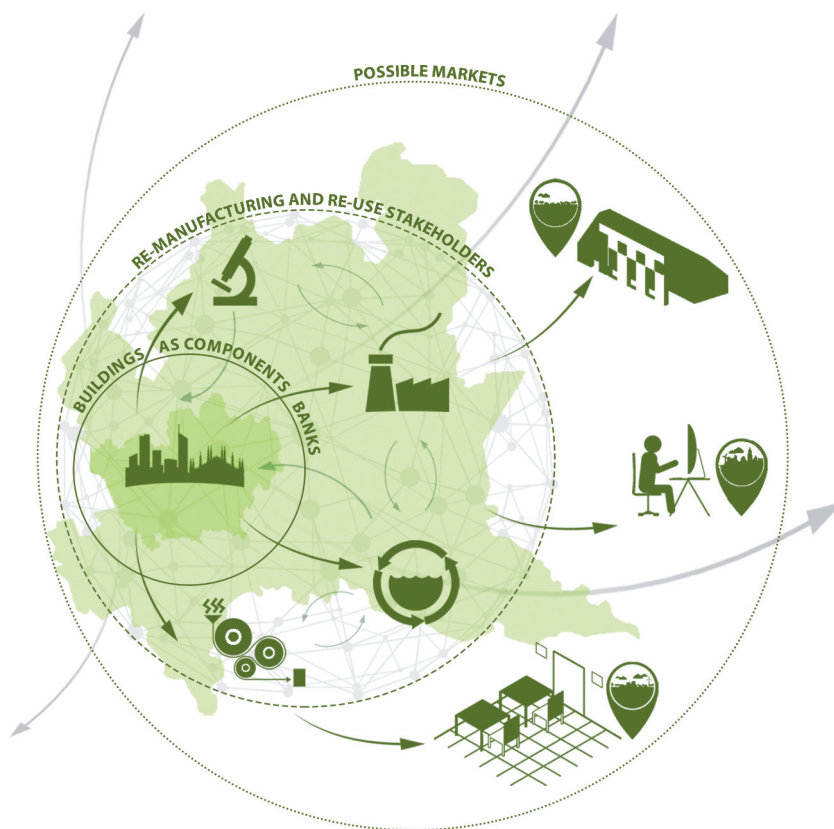 POSSIBLE MARKETS
RE-MANUFACTURING AND RE-USE STAKEHOLDERS
BUILDINGS AS COMPONENTS BANKS